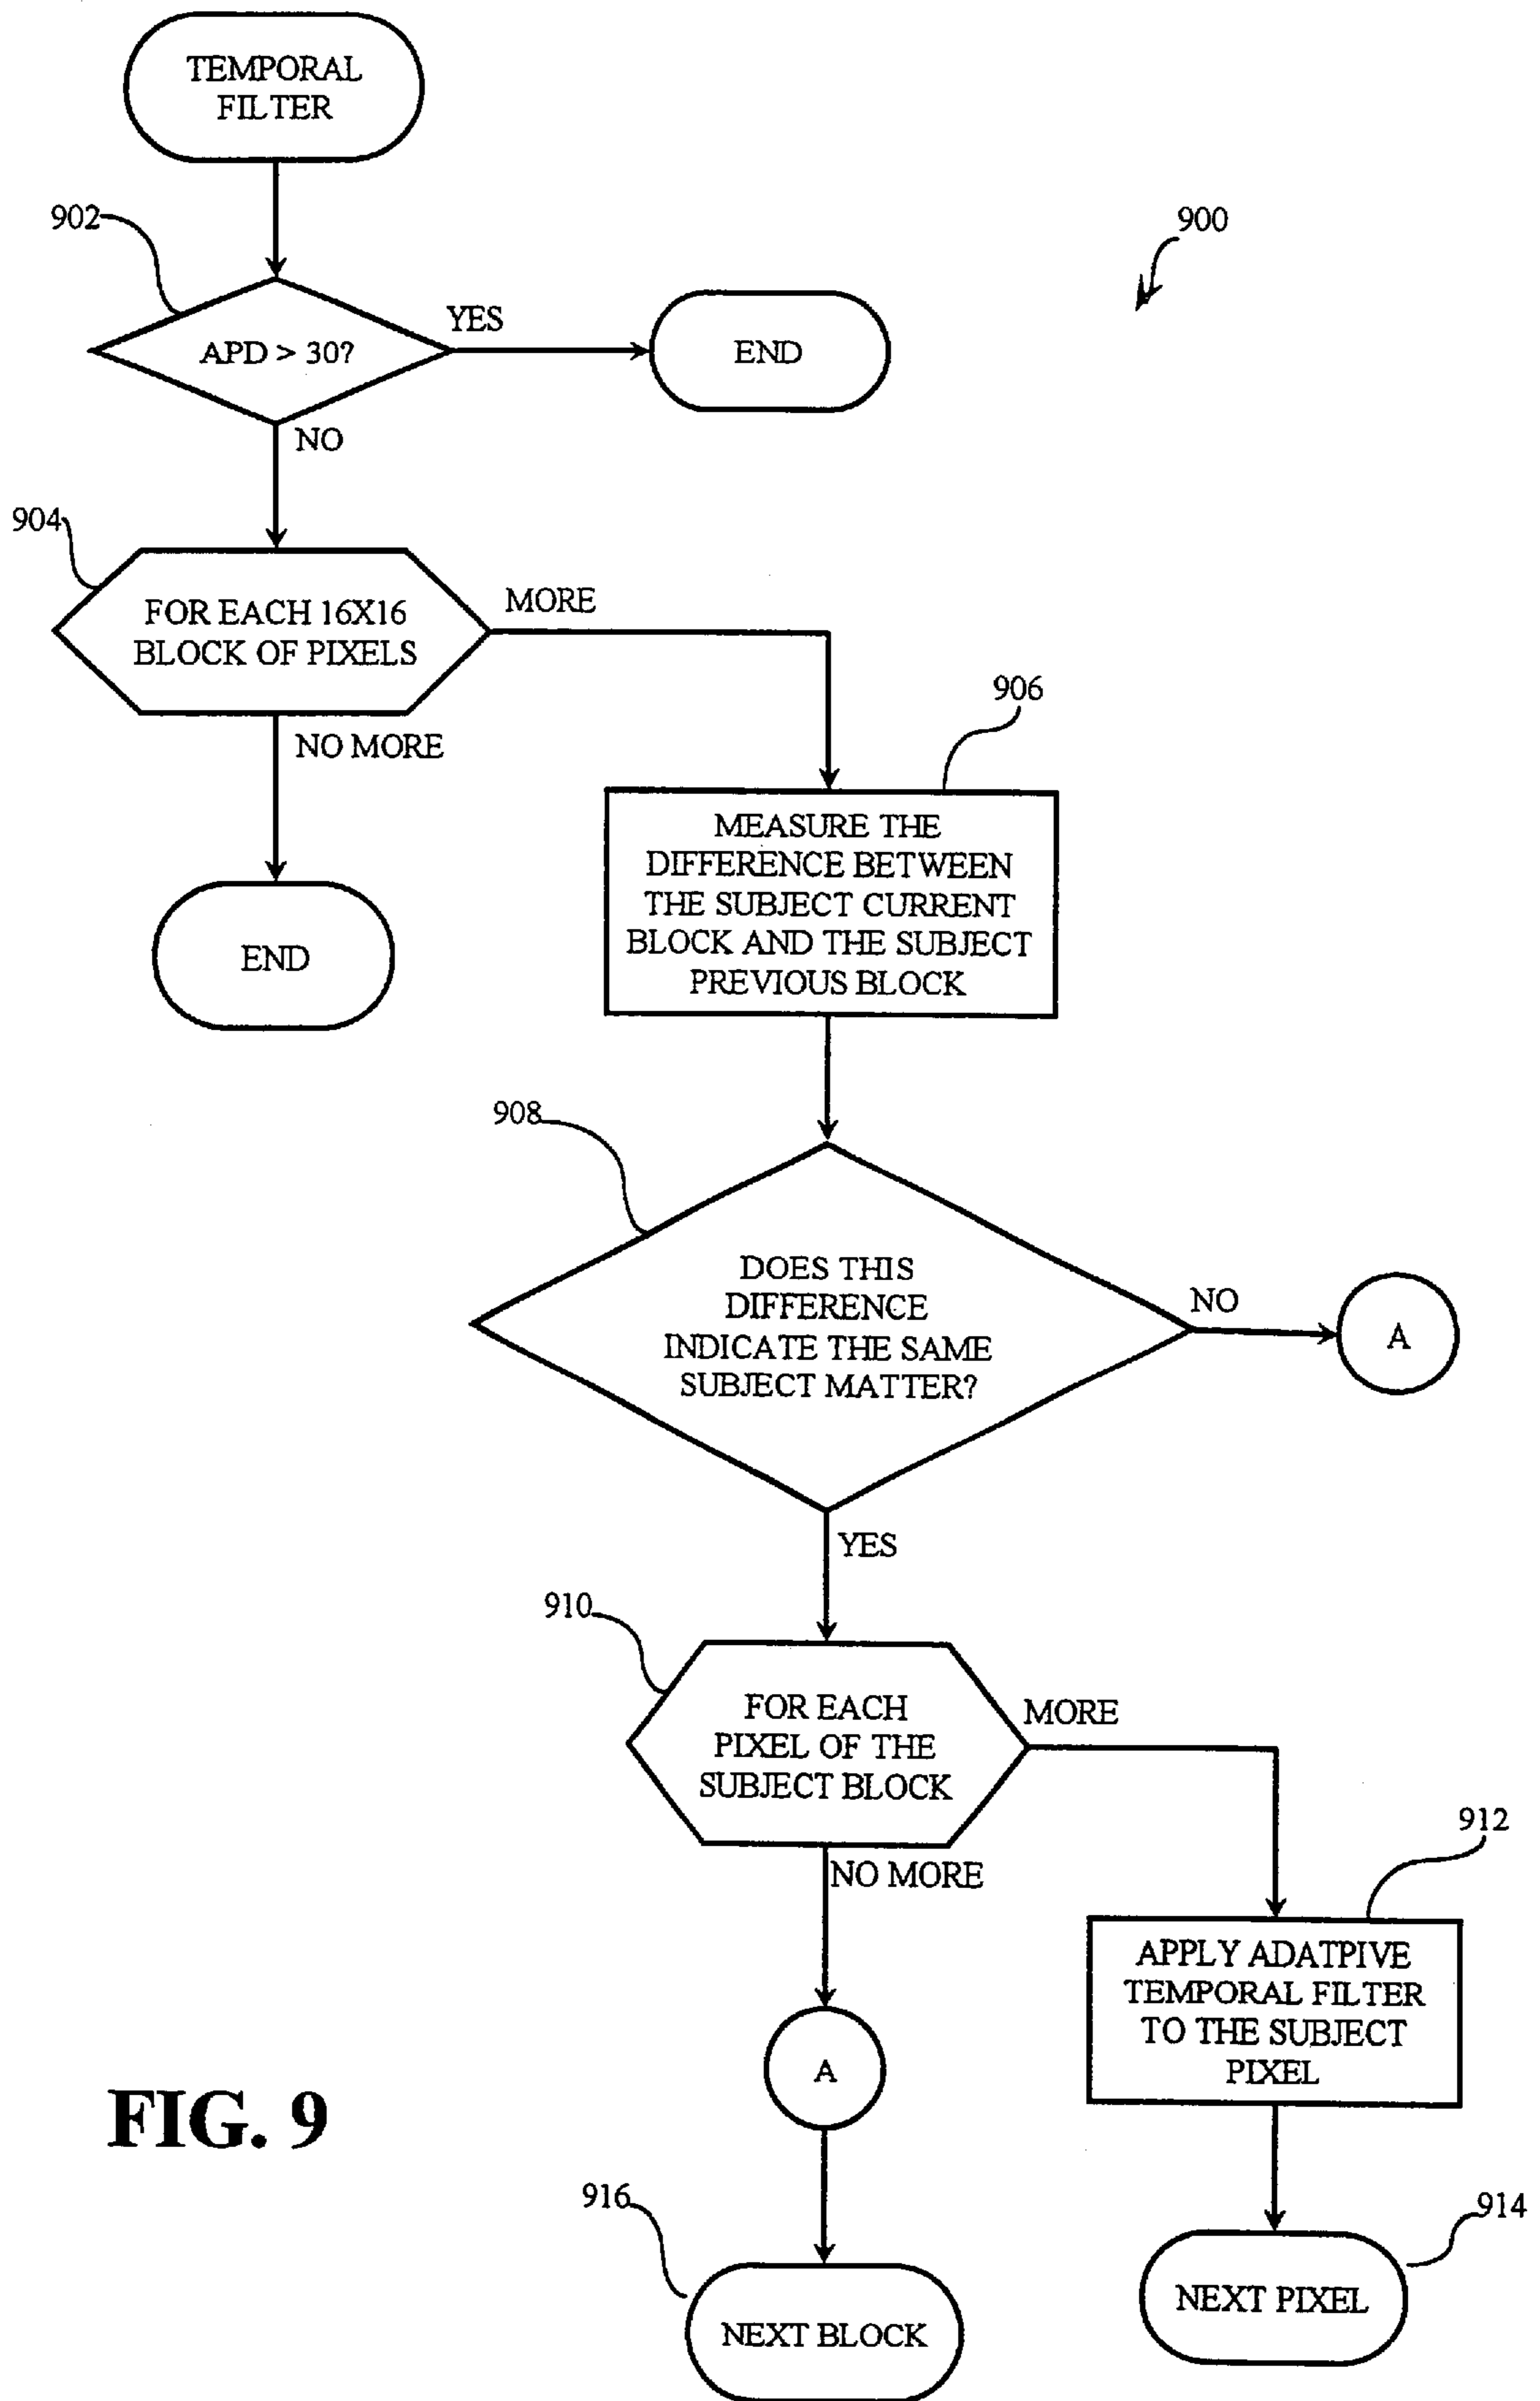 TEMPORAL
FILTER
902
900
APD > 30?
YES
END
NO
904
FOR EACH 16X16
BLOCK OF PIXELS
MORE
906
NO MORE
END
MEASURE THE
DIFFERENCE BETWEEN
THE SUBJECT CURRENT
BLOCK AND THE SUBJECT
PREVIOUS BLOCK
908
DOES THIS
DIFFERENCE
INDICATE THE SAME
SUBJECT MATTER?
NO
A
YES
910
FOR EACH
PIXEL OF THE
SUBJECT BLOCK
MORE
912
NO MORE
APPLY ADATPIVE
TEMPORAL FILTER
TO THE SUBJECT
PIXEL
A
FIG. 9
916
914
NEXT BLOCK
NEXT PIXEL